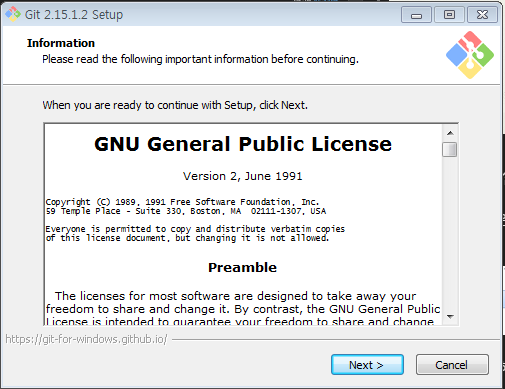 Git 2.15.1.2 Setup
Information
Please read the following important information before continuing.
When you are ready to continue with Setup, click Next.
GNU General Public License
Version 2, June 1991
Copyright (C) 1989, 1991 Free Software Foundation, Inc.
59 Temple Place - Suite 330, Boston, MA  02111-1307, USA
Everyone is permitted to copy and distribute verbatim copies
of this license document, but changing it is not allowed.
Preamble
The licenses for most software are designed to take away your
freedom to share and change it. By contrast, the GNU General Public
License is intended to guarantee your freedom to share and change
https://git-for-windows.github.io/
Next >
Cancel